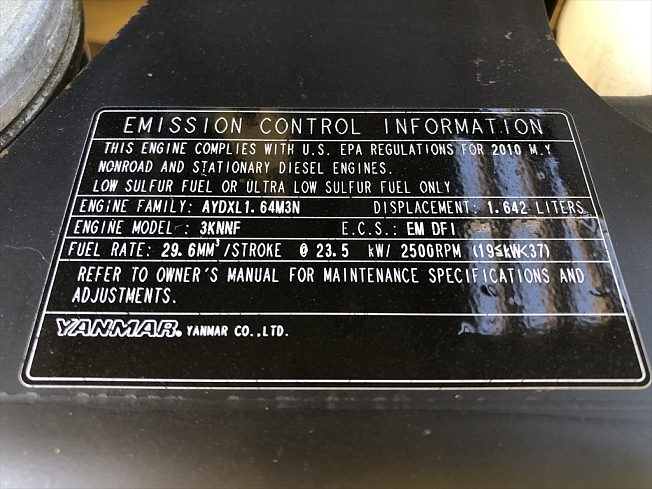 EMISSION CONTROL INFORMATION
THIS ENGINE COMPLIES WITH U.S. EPA REGULATIONS FOR 2010 M.Y
NONROAD AND STATIONARY DIESEL ENGINES.
LOW SULFUR FUEL OR ULTRA LOW SULFUR FUEL ONLY
ENGINE FAMILY: AYDXL1.64M3N DISPLACEMENT: 1.642 LITERS
ENGINE MODEL: 3KNNF E.C.S.: EM DFI
FUEL RATE: 29.6MM³/STROKE @ 23.5 kW/ 2500RPM (19≦kW<37)
REFER TO OWNER'S MANUAL FOR MAINTENANCE SPECIFICATIONS AND
ADJUSTMENTS.
YANMAR. YANMAR CO.,LTD.